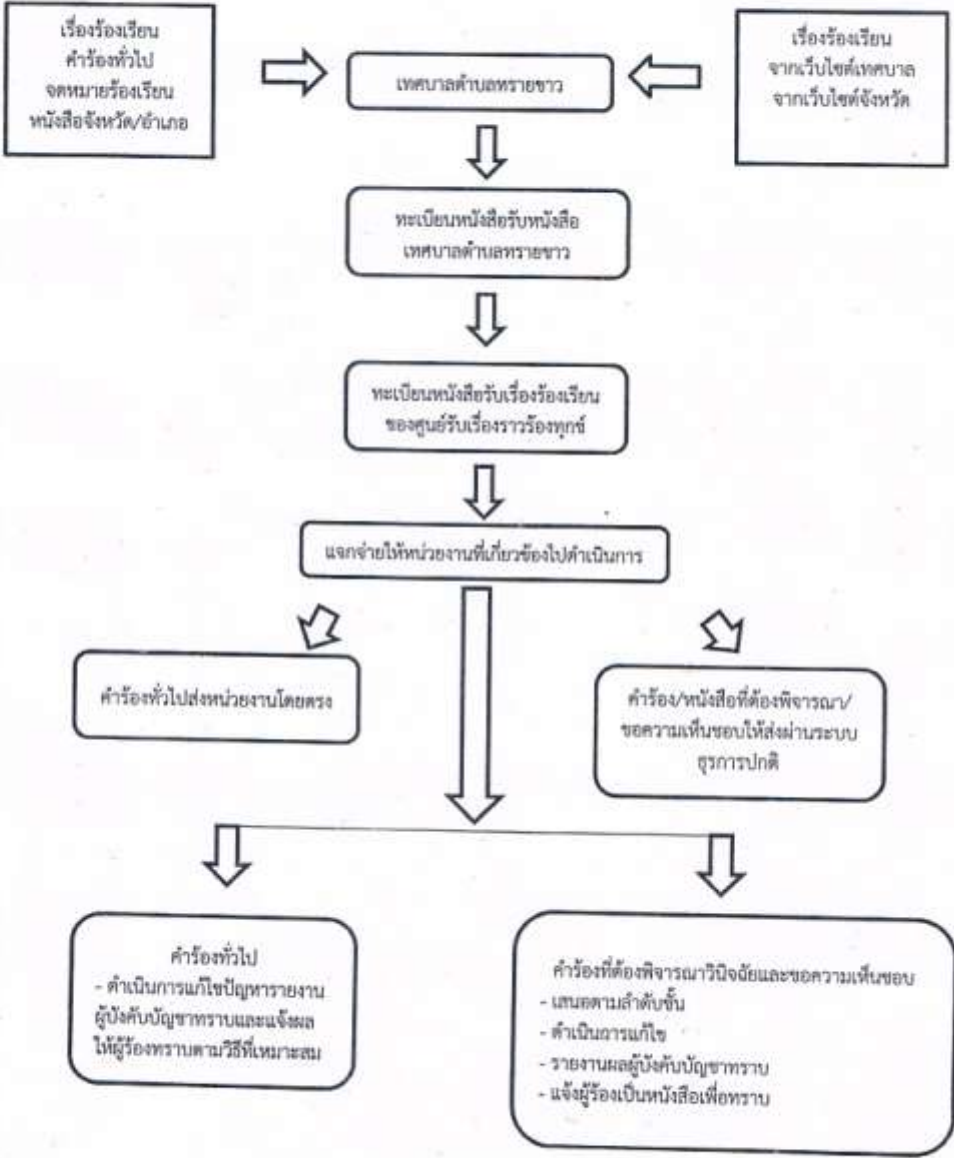 เรื่องร้องเรียน
คำร้องทั่วไป
จดหมายร้องเรียน
หนังสือจังหวัด/อำเภอ
เทศบาลตำบลทรายขาว
เรื่องร้องเรียน
จากเว็บไซต์เทศบาล
จากเว็บไซต์จังหวัด
ทะเบียนหนังสือรับหนังสือ
เทศบาลตำบลทรายขาว
ทะเบียนหนังสือรับเรื่องร้องเรียน
ของศูนย์รับเรื่องราวร้องทุกข์
แจกจ่ายให้หน่วยงานที่เกี่ยวข้องไปดำเนินการ
คำร้องทั่วไปส่งหน่วยงานโดยตรง
คำร้อง/หนังสือที่ต้องพิจารณา/
ขอความเห็นชอบให้ส่งผ่านระบบ
ธุรการปกติ
คำร้องทั่วไป
- ดำเนินการแก้ไขปัญหารายงาน
ผู้บังคับบัญชาทราบและแจ้งผล
ให้ผู้ร้องทราบตามวิธีที่เหมาะสม
คำร้องที่ต้องพิจารณาวินิจฉัยและขอความเห็นชอบ
- เสนอตามลำดับชั้น
- ดำเนินการแก้ไข
- รายงานผลผู้บังคับบัญชาทราบ
- แจ้งผู้ร้องเป็นหนังสือเพื่อทราบ